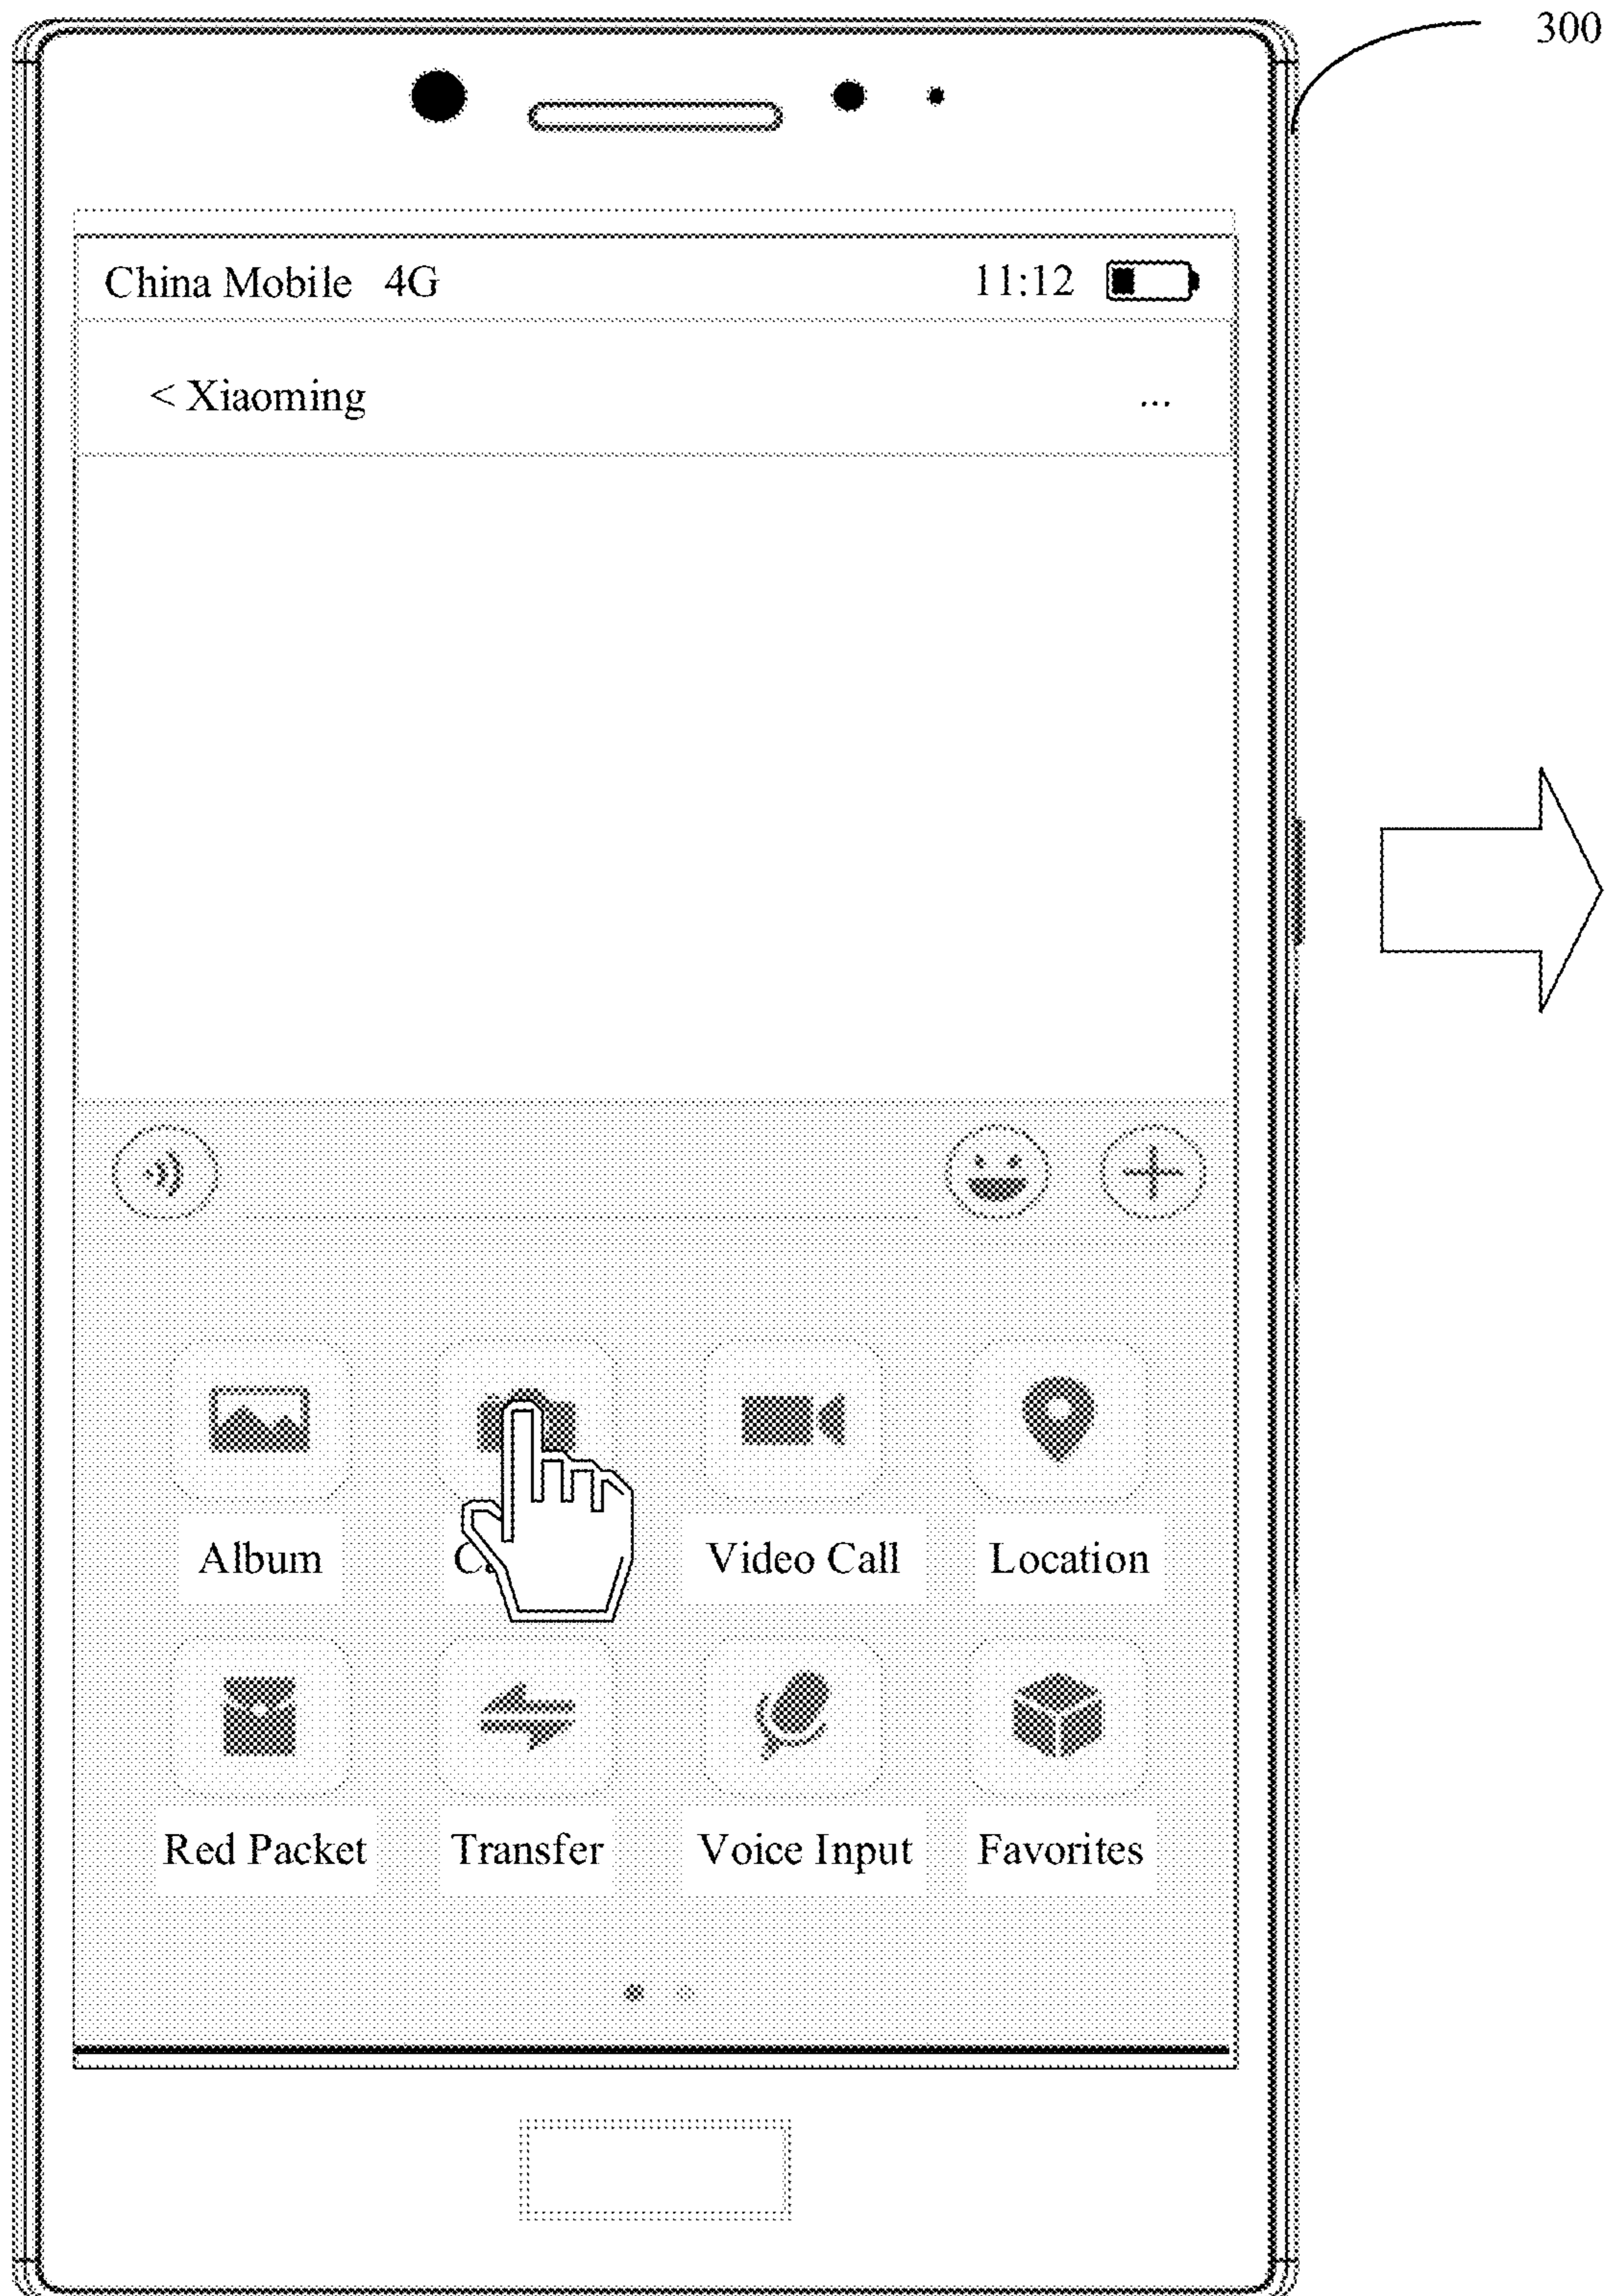 300
China Mobile 4G 11:12
< Xiaoming ...
Album Video Call Location
Red Packet Transfer Voice Input Favorites